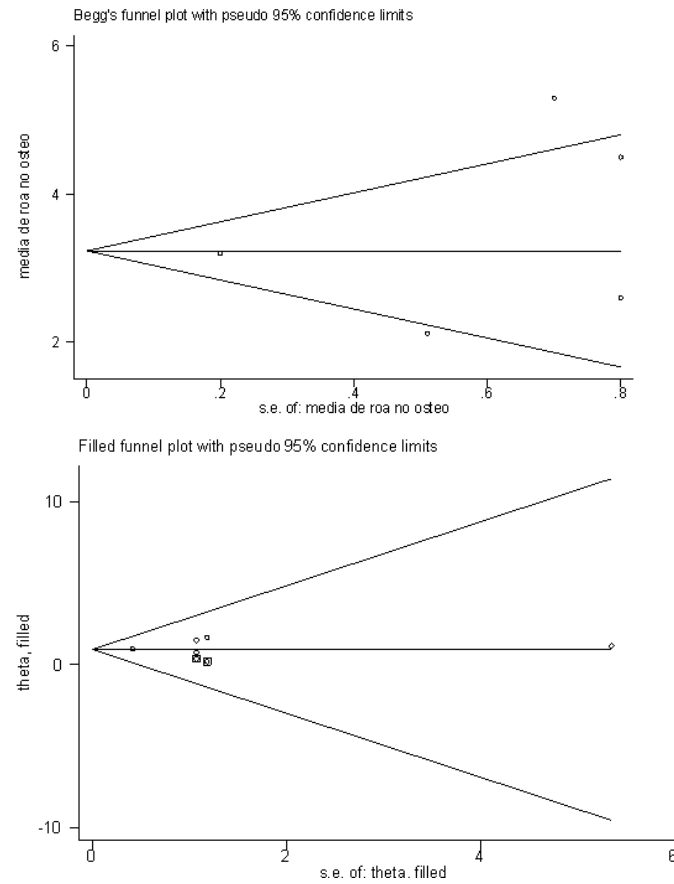 Begg's funnel plot with pseudo 95% confidence limits
6
4
2
media de roa no osteo
0
.2
.4
.6
.8
s.e. of: media de roa no osteo
Filled funnel plot with pseudo 95% confidence limits
10
0
-10
theta, filled
0
2
4
6
s.e. of: theta, filled